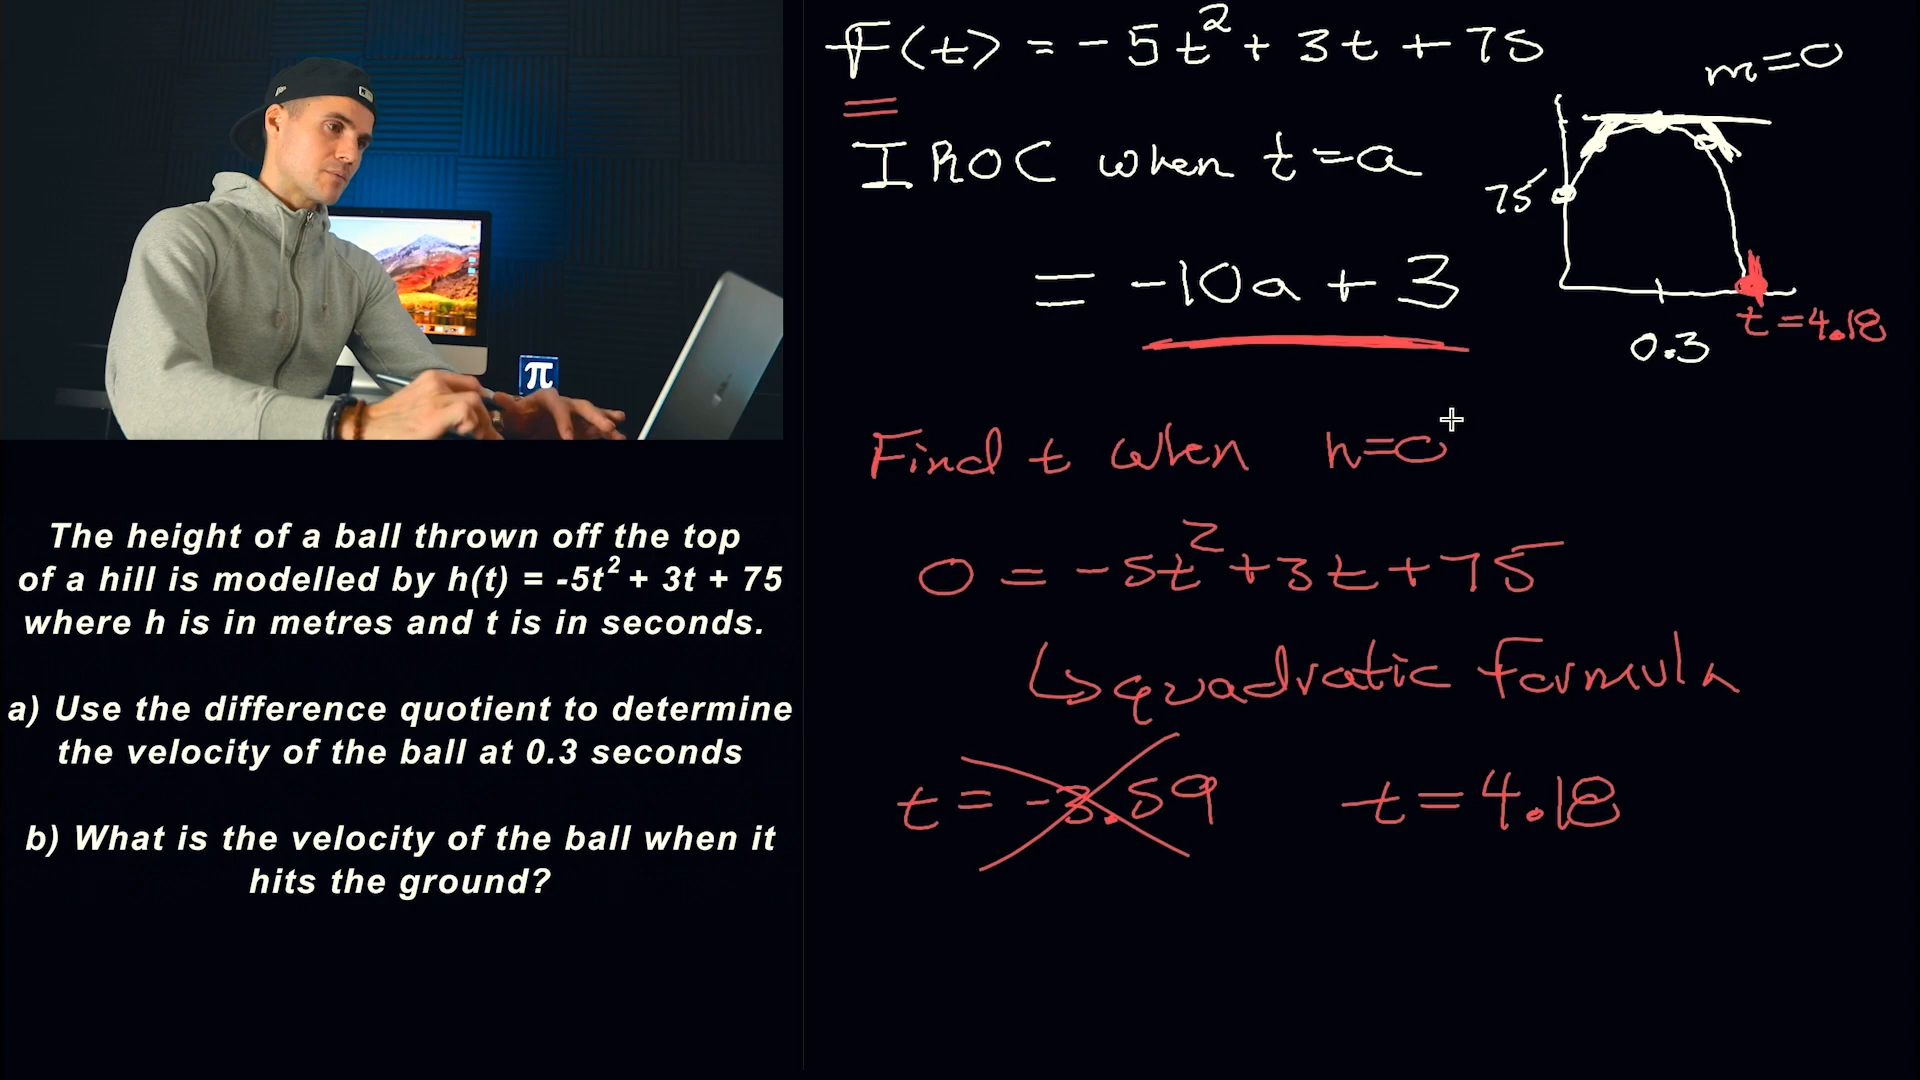 π
The height of a ball thrown off the top
of a hill is modelled by h(t) = -5t² + 3t + 75
where h is in metres and t is in seconds.
a) Use the difference quotient to determine
the velocity of the ball at 0.3 seconds
b) What is the velocity of the ball when it
hits the ground?
f(t) = -5t² + 3t + 75
IROC when t=a
= -10a + 3
m=0
75
0.3
t=4.18
Find t when h=0
0 = -5t² + 3t + 75
↳ quadratic formula
t = -3.59 t = 4.18